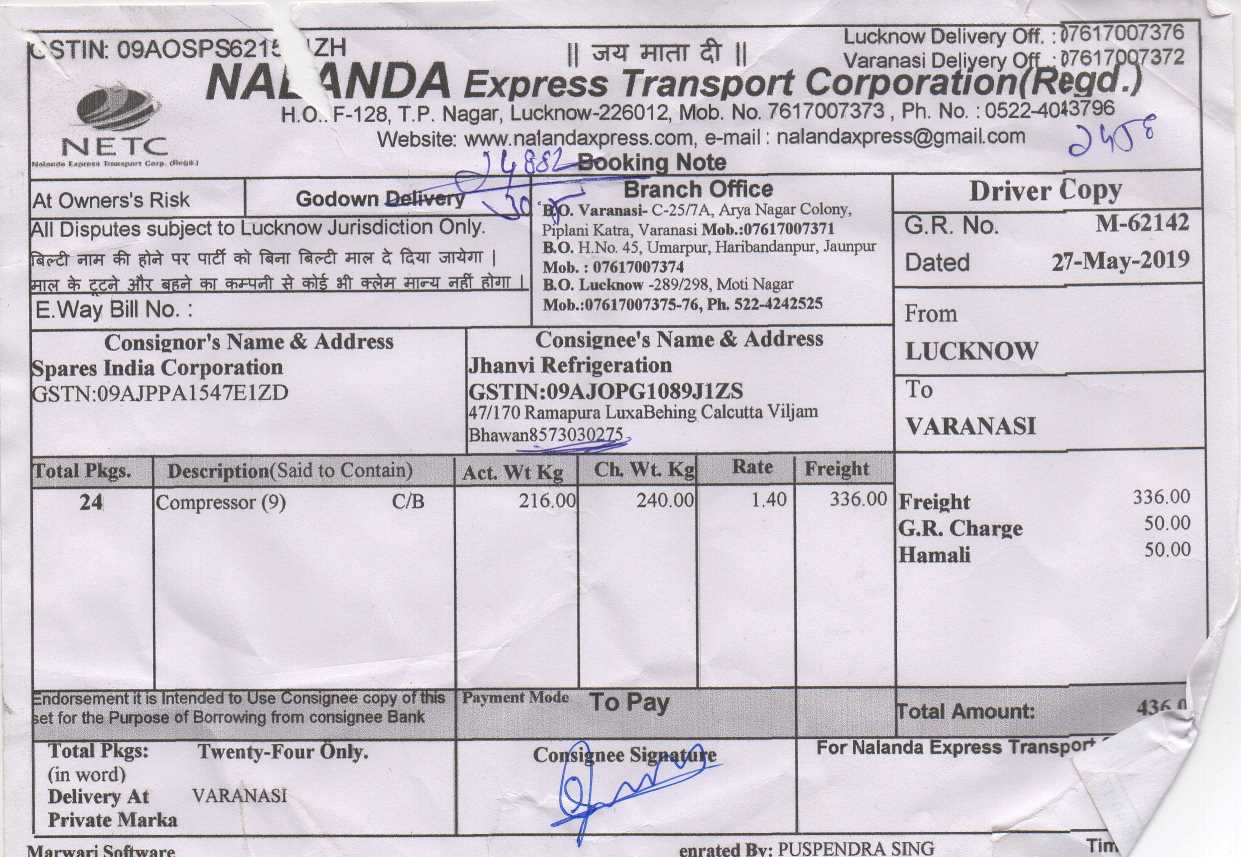 GSTIN: 09AOSPS6215 1ZH
|| जय माता दी ||
Lucknow Delivery Off. : 07617007376
Varanasi Delivery Off. : 07617007372
NALANDA Express Transport Corporation(Regd.)
H.O.: F-128, T.P. Nagar, Lucknow-226012, Mob. No. 7617007373 , Ph. No. : 0522-4043796
Website: www.nalandaxpress.com, e-mail : nalandaxpress@gmail.com
NETC
Nalanda Express Transport Corp. (Regd.)
24882
2458
Booking Note
At Owners's Risk
Godown Delivery
All Disputes subject to Lucknow Jurisdiction Only.
बिल्टी नाम की होने पर पार्टी को बिना बिल्टी माल दे दिया जायेगा |
माल के टूटने और बहने का कम्पनी से कोई भी क्लेम मान्य नहीं होगा |
E.Way Bill No. :
Branch Office
B.O. Varanasi- C-25/7A, Arya Nagar Colony,
Piplani Katra, Varanasi Mob.:07617007371
B.O. H.No. 45, Umarpur, Haribandanpur, Jaunpur
Mob. : 07617007374
B.O. Lucknow -289/298, Moti Nagar
Mob.:07617007375-76, Ph. 522-4242525
Driver Copy
G.R. No. M-62142
Dated 27-May-2019
From
LUCKNOW
To
VARANASI
Consignor's Name & Address
Spares India Corporation
GSTN:09AJPPA1547E1ZD
Consignee's Name & Address
Jhanvi Refrigeration
GSTIN:09AJOPG1089J1ZS
47/170 Ramapura LuxaBehing Calcutta Viljam
Bhawan8573030275
Total Pkgs. Description(Said to Contain) Act. Wt Kg Ch. Wt. Kg Rate Freight
24 Compressor (9) C/B 216.00 240.00 1.40 336.00
Freight 336.00
G.R. Charge 50.00
Hamali 50.00
Endorsement it is Intended to Use Consignee copy of this
set for the Purpose of Borrowing from consignee Bank
Payment Mode To Pay
Total Amount: 436.0
Total Pkgs: Twenty-Four Only.
(in word)
Delivery At VARANASI
Private Marka
Consignee Signature
For Nalanda Express Transport
Marwari Software
enrated By: PUSPENDRA SING
Tim